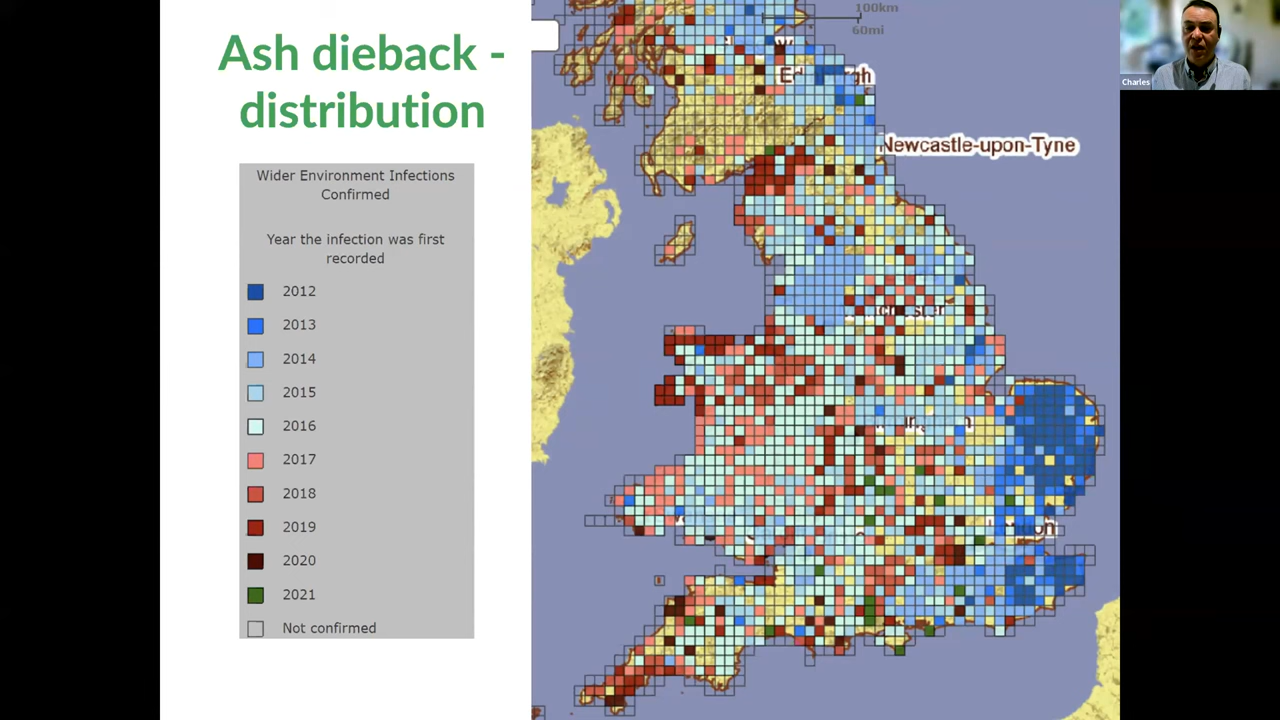 Ash dieback -
distribution
Wider Environment Infections
Confirmed
Year the infection was first
recorded
2012
2013
2014
2015
2016
2017
2018
2019
2020
2021
Not confirmed
100km
60mi
Newcastle-upon-Tyne
Charles